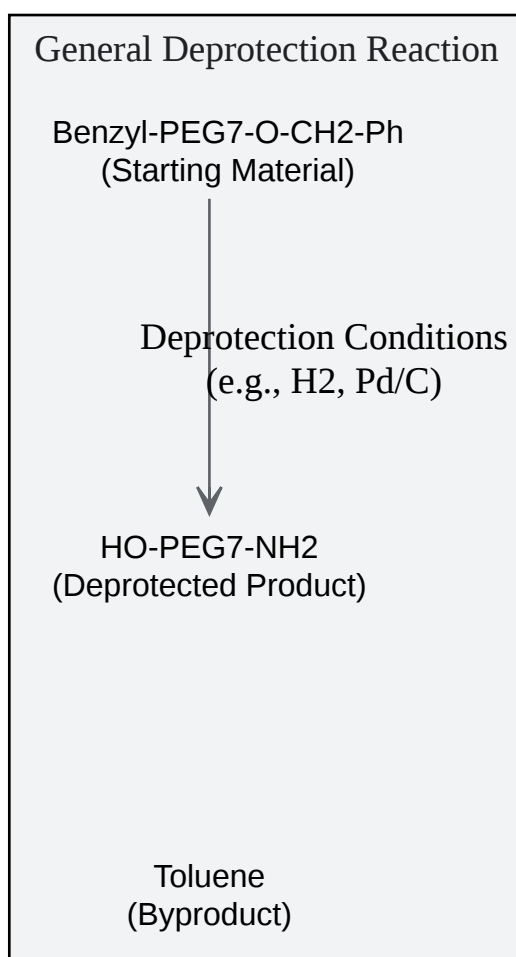 General Deprotection Reaction
Benzyl-PEG7-O-CH2-Ph
(Starting Material)
Deprotection Conditions
(e.g., H2, Pd/C)
HO-PEG7-NH2
(Deprotected Product)
Toluene
(Byproduct)